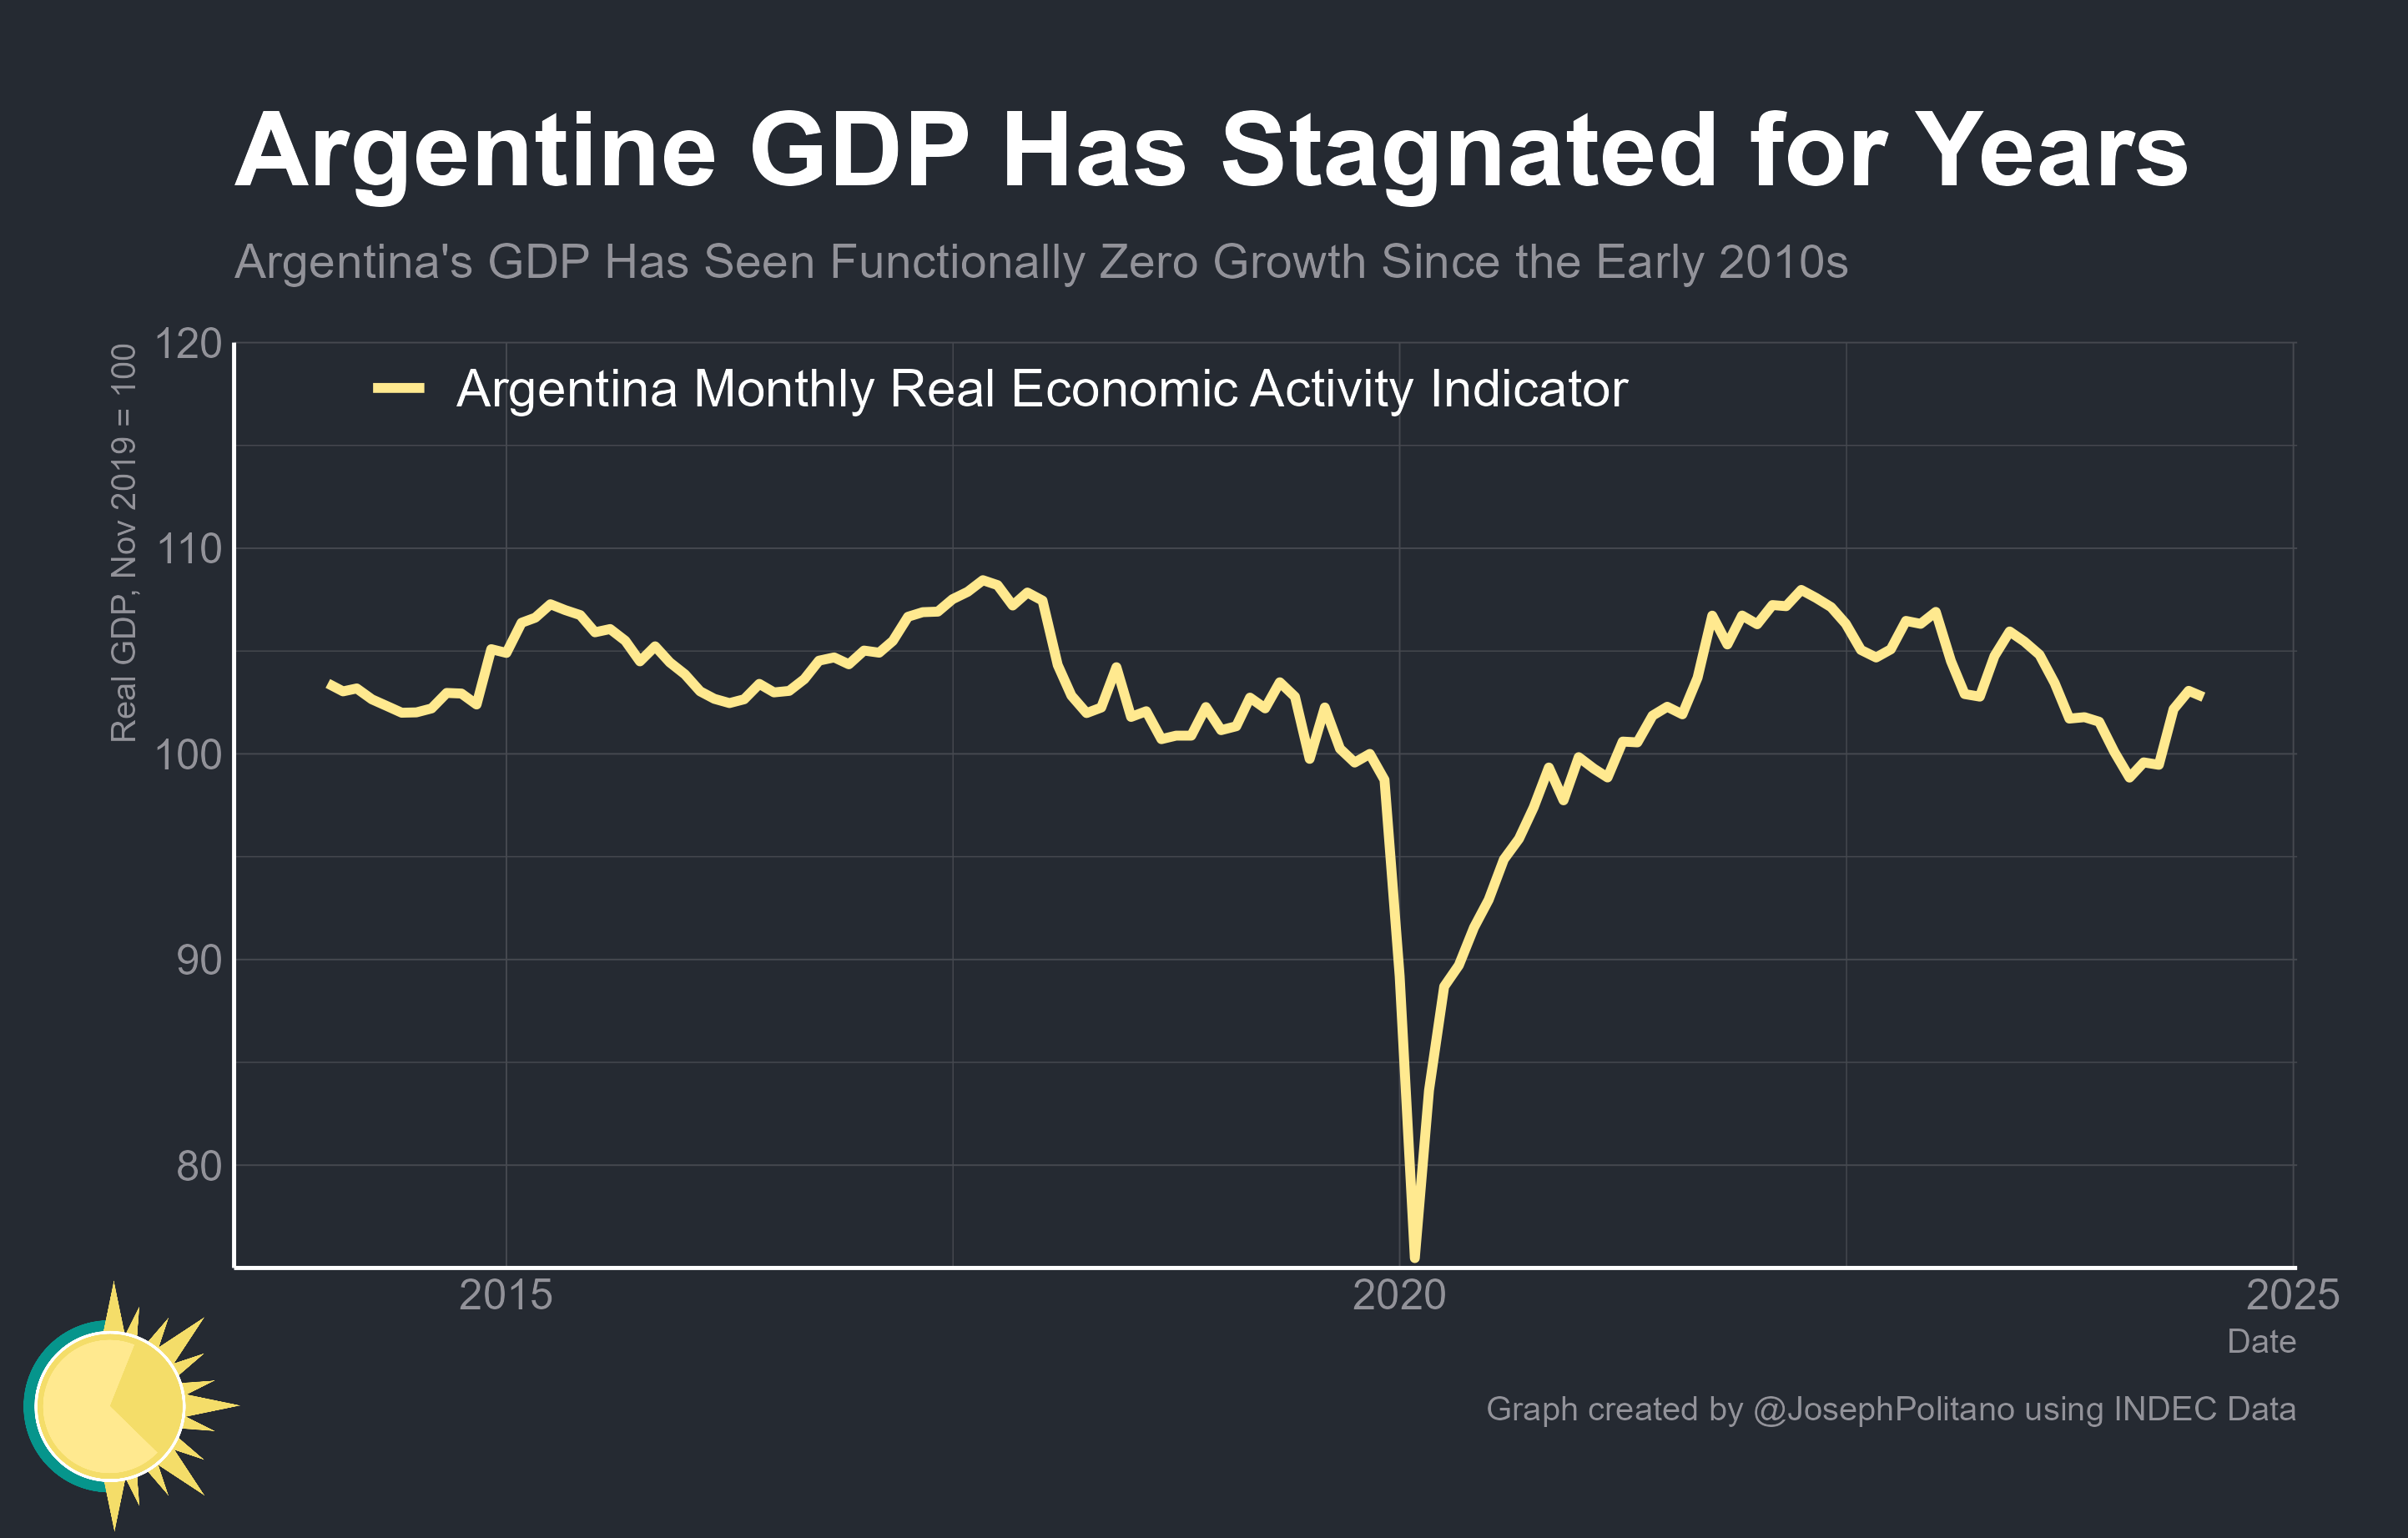 Argentine GDP Has Stagnated for Years
Argentina's GDP Has Seen Functionally Zero Growth Since the Early 2010s
Real GDP, Nov 2019 = 100
120
110
100
90
80
Argentina Monthly Real Economic Activity Indicator
2015
2020
2025
Date
Graph created by @JosephPolitano using INDEC Data